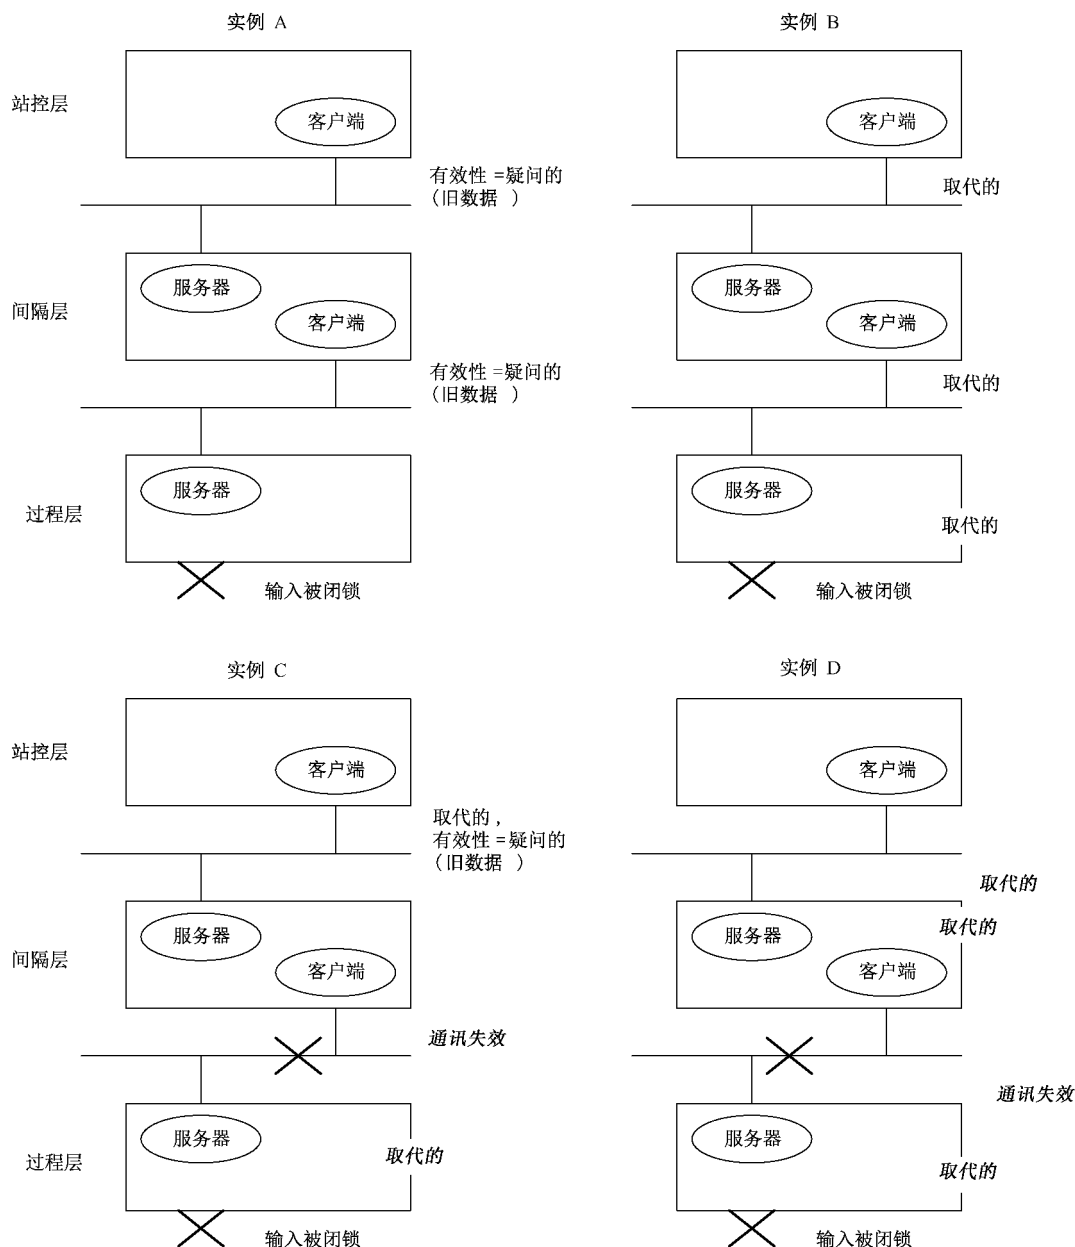 实例 A
站控层
客户端
有效性 =疑问的
(旧数据 )
间隔层
服务器
客户端
有效性 =疑问的
(旧数据 )
过程层
服务器
输入被闭锁
实例 B
客户端
取代的
服务器
客户端
取代的
服务器
取代的
输入被闭锁
实例 C
站控层
客户端
取代的 ,
有效性 =疑问的
(旧数据 )
间隔层
服务器
客户端
通讯失效
过程层
服务器
取代的
输入被闭锁
实例 D
客户端
取代的
服务器
取代的
客户端
通讯失效
服务器
取代的
输入被闭锁